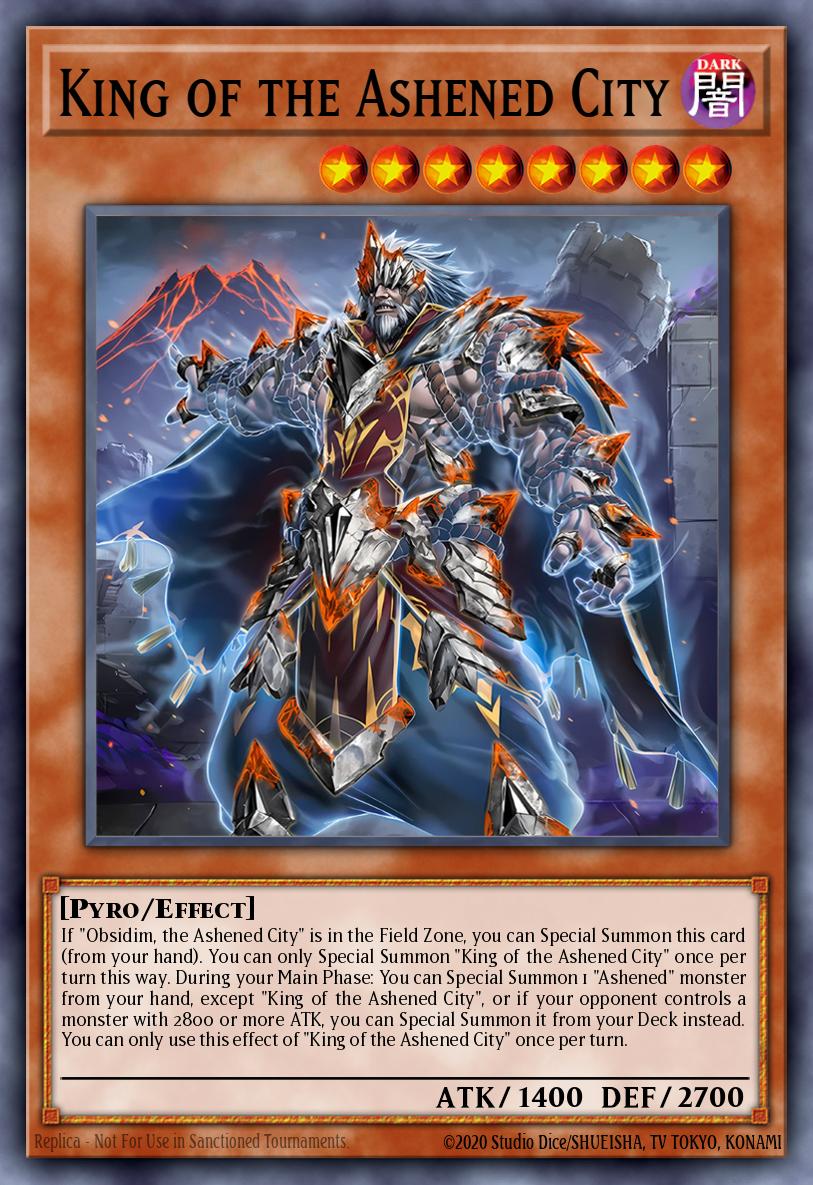 King of the Ashened City
DARK
闇
[Pyro/Effect]
If "Obsidim, the Ashened City" is in the Field Zone, you can Special Summon this card
(from your hand). You can only Special Summon "King of the Ashened City" once per
turn this way. During your Main Phase: You can Special Summon 1 "Ashened" monster
from your hand, except "King of the Ashened City", or if your opponent controls a
monster with 2800 or more ATK, you can Special Summon it from your Deck instead.
You can only use this effect of "King of the Ashened City" once per turn.
ATK/1400 DEF/2700
Replica - Not For Use in Sanctioned Tournaments.
©2020 Studio Dice/SHUEISHA, TV TOKYO, KONAMI